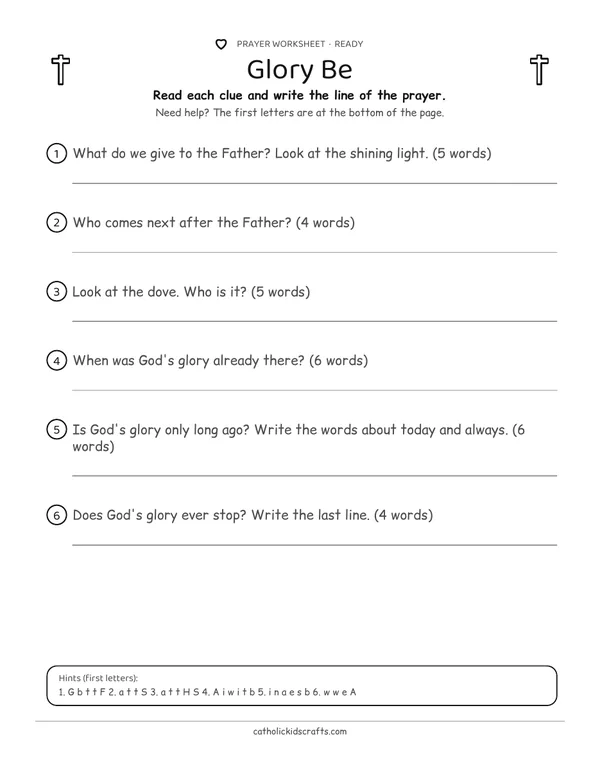 PRAYER WORKSHEET · READY
Glory Be
Read each clue and write the line of the prayer.
Need help? The first letters are at the bottom of the page.
1 What do we give to the Father? Look at the shining light. (5 words)
2 Who comes next after the Father? (4 words)
3 Look at the dove. Who is it? (5 words)
4 When was God's glory already there? (6 words)
5 Is God's glory only long ago? Write the words about today and always. (6
words)
6 Does God's glory ever stop? Write the last line. (4 words)
Hints (first letters):
1. G b t t F 2. a t t S 3. a t t H S 4. A i w i t b 5. i n a e s b 6. w w e A
catholickidscrafts.com